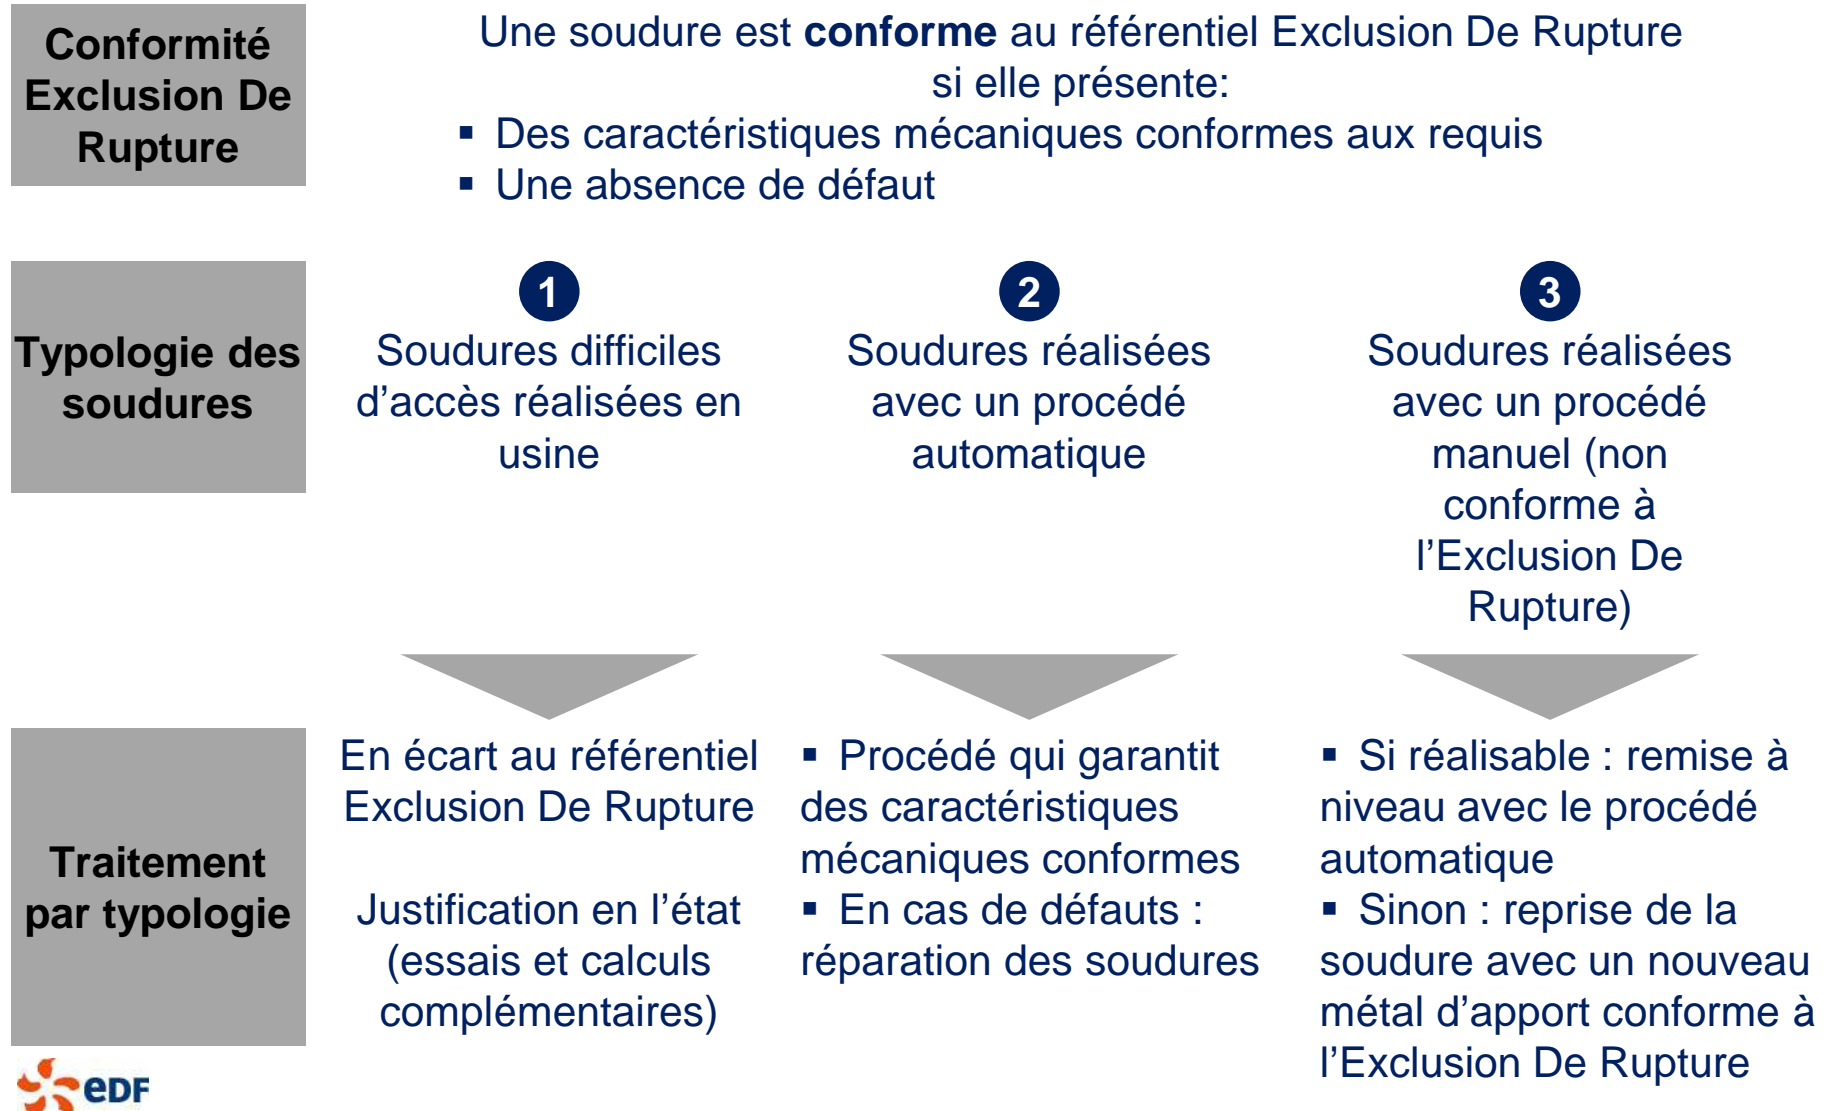 Conformité
Exclusion De
Rupture
Une soudure est conforme au référentiel Exclusion De Rupture
si elle présente:
▪ Des caractéristiques mécaniques conformes aux requis
▪ Une absence de défaut
Typologie des
soudures
1
Soudures difficiles
d’accès réalisées en
usine
2
Soudures réalisées
avec un procédé
automatique
3
Soudures réalisées
avec un procédé
manuel (non
conforme à
l’Exclusion De
Rupture)
Traitement
par typologie
En écart au référentiel
Exclusion De Rupture
Justification en l’état
(essais et calculs
complémentaires)
▪ Procédé qui garantit
des caractéristiques
mécaniques conformes
▪ En cas de défauts :
réparation des soudures
▪ Si réalisable : remise à
niveau avec le procédé
automatique
▪ Sinon : reprise de la
soudure avec un nouveau
métal d’apport conforme à
l’Exclusion De Rupture
eDF